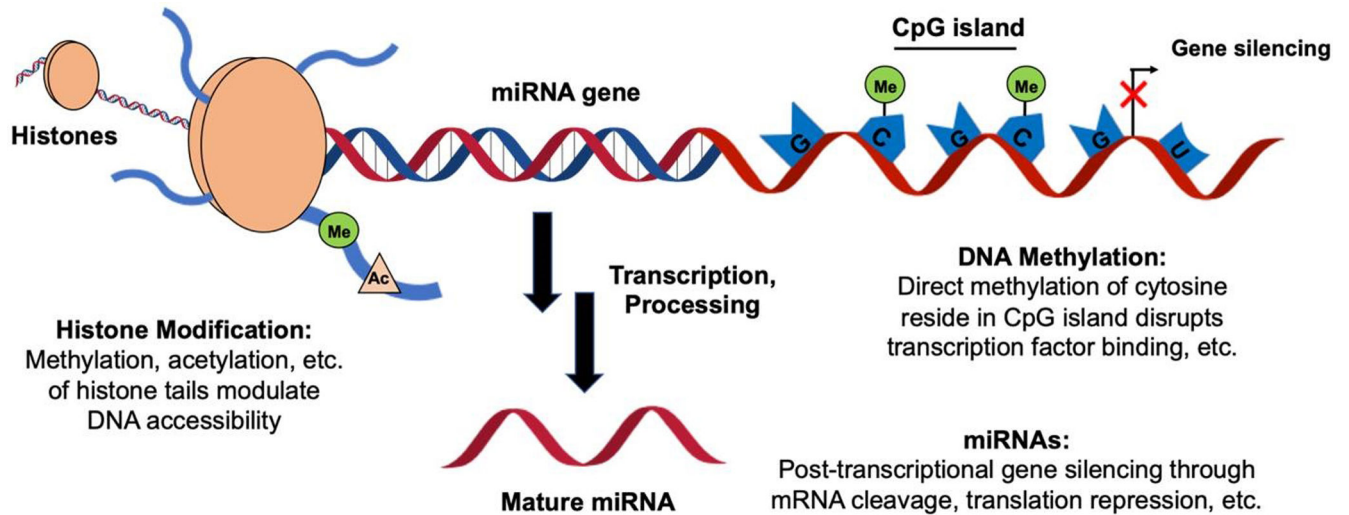 CpG island
Gene silencing
Me
Me
miRNA gene
Histones
G
C
G
C
G
U
Me
Ac
Transcription,
Processing
Histone Modification:
Methylation, acetylation, etc.
of histone tails modulate
DNA accessibility
DNA Methylation:
Direct methylation of cytosine
reside in CpG island disrupts
transcription factor binding, etc.
Mature miRNA
miRNAs:
Post-transcriptional gene silencing through
mRNA cleavage, translation repression, etc.